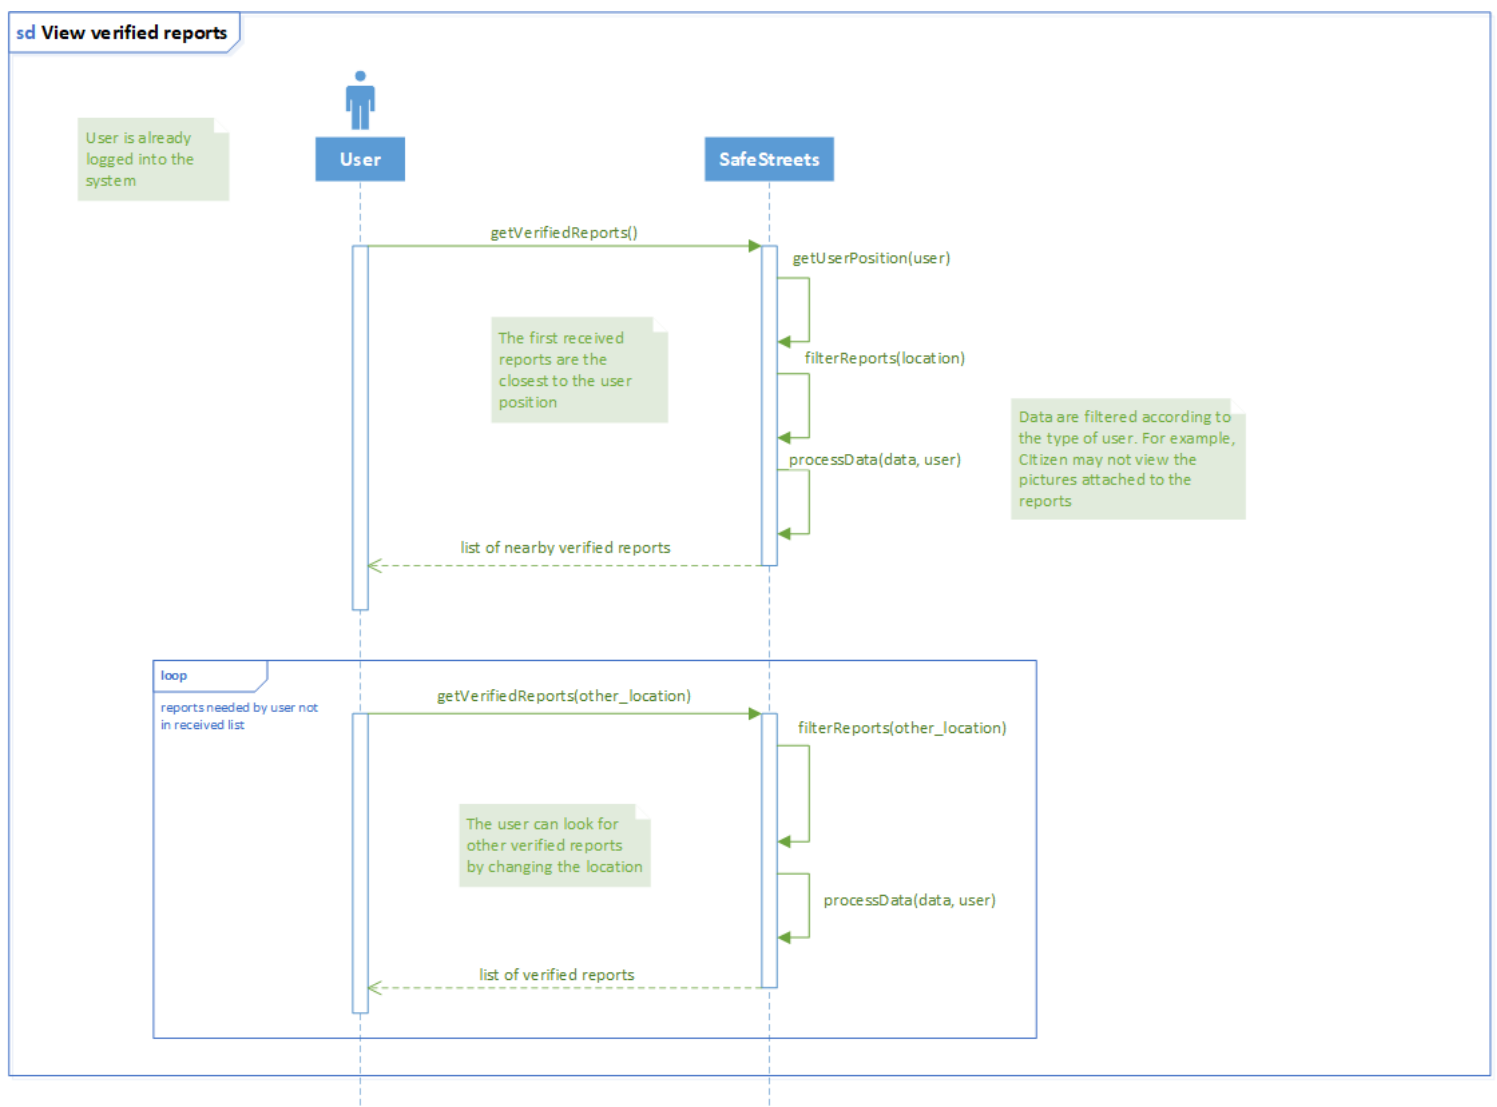 sd View verified reports
User is already
logged into the
system
User
SafeStreets
getVerifiedReports()
getUserPosition(user)
The first received
reports are the
closest to the user
position
filterReports(location)
Data are filtered according to
the type of user. For example,
CItizen may not view the
pictures attached to the
reports
processData(data, user)
list of nearby verified reports
loop
reports needed by user not
in received list
getVerifiedReports(other_location)
filterReports(other_location)
The user can look for
other verified reports
by changing the location
processData(data, user)
list of verified reports